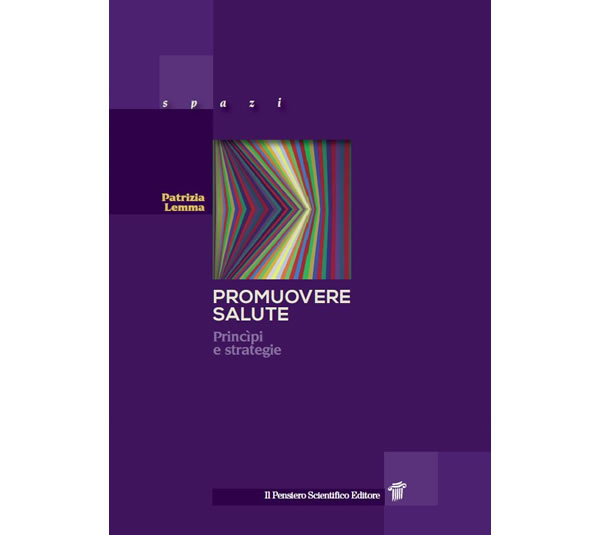 s p a z i
Patrizia
Lemma
PROMUOVERE
SALUTE
Princìpi
e strategie
Il Pensiero Scientifico Editore